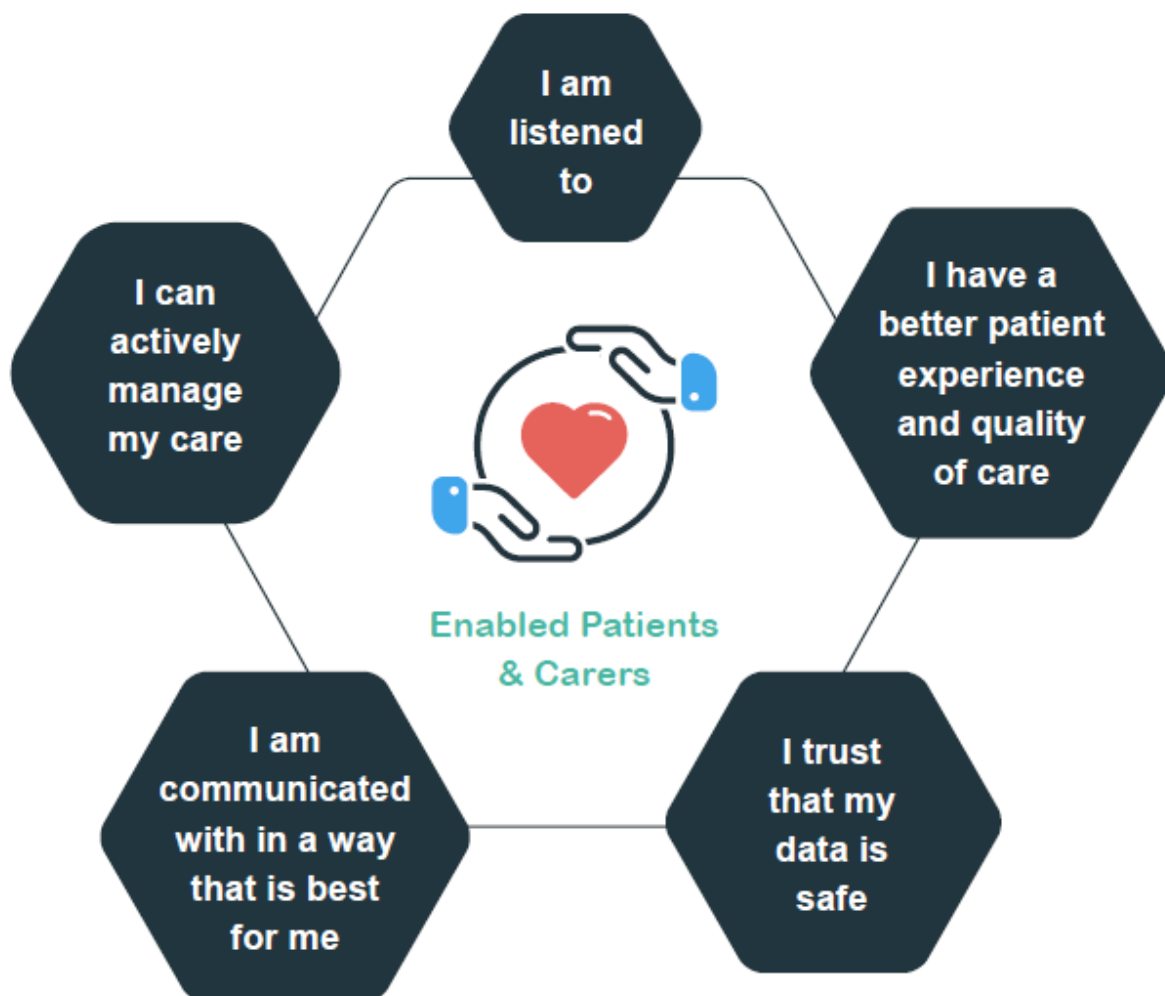 I am
listened
to
I have a
better patient
experience
and quality
of care
I trust
that my
data is
safe
I am
communicated
with in a way
that is best
for me
I can
actively
manage
my care
Enabled Patients
& Carers